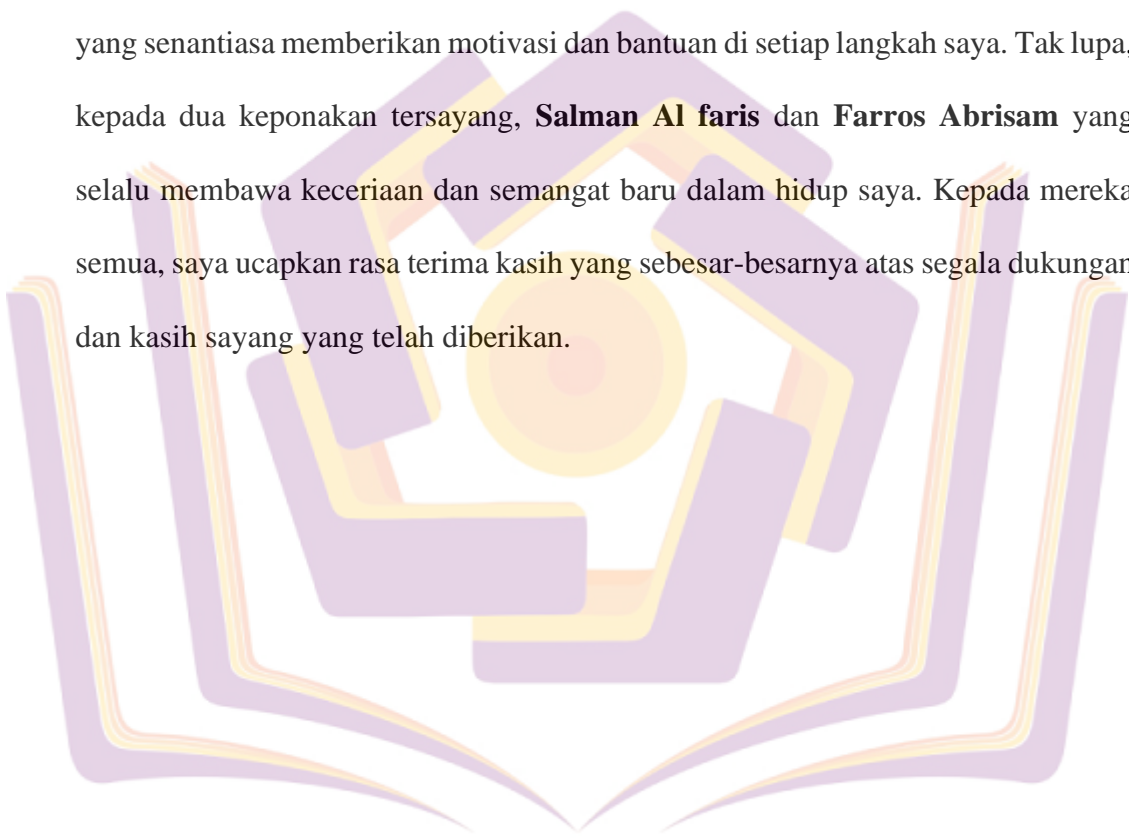 yang senantiasa memberikan motivasi dan bantuan di setiap langkah saya. Tak lupa,
kepada dua keponakan tersayang, Salman Al faris dan Farros Abrisam yang
selalu membawa keceriaan dan semangat baru dalam hidup saya. Kepada mereka
semua, saya ucapkan rasa terima kasih yang sebesar-besarnya atas segala dukungan
dan kasih sayang yang telah diberikan.